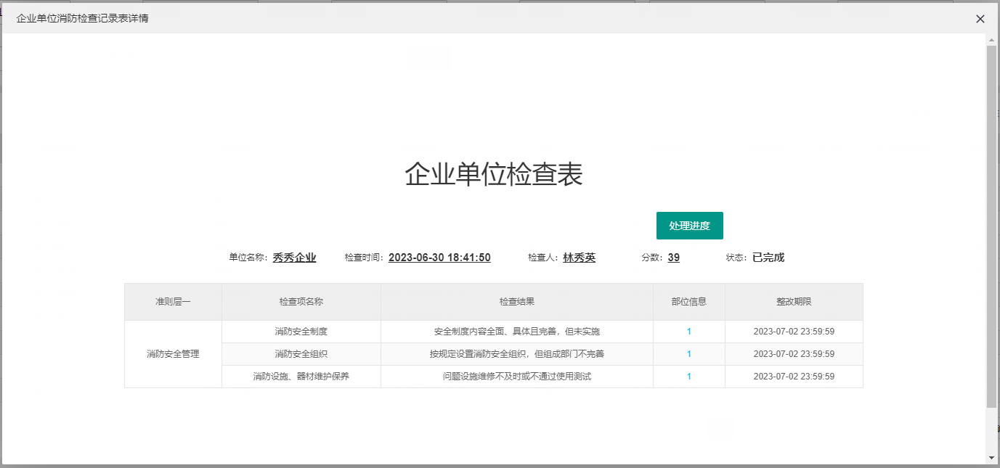 企业单位消防检查记录表详情
企业单位检查表
处理进度
单位名称: 秀秀企业 检查时间: 2023-06-30 18:41:50 检查人: 林秀英 分数: 39 状态: 已完成
准则层一 检查项名称 检查结果 部位信息 整改期限
消防安全制度 安全制度内容全面、具体且完善，但未实施 1 2023-07-02 23:59:59
消防安全管理 消防安全组织 按规定设置消防安全组织，但组成部门不完善 1 2023-07-02 23:59:59
消防设施、器材维护保养 问题设施维修不及时或不通过使用测试 1 2023-07-02 23:59:59